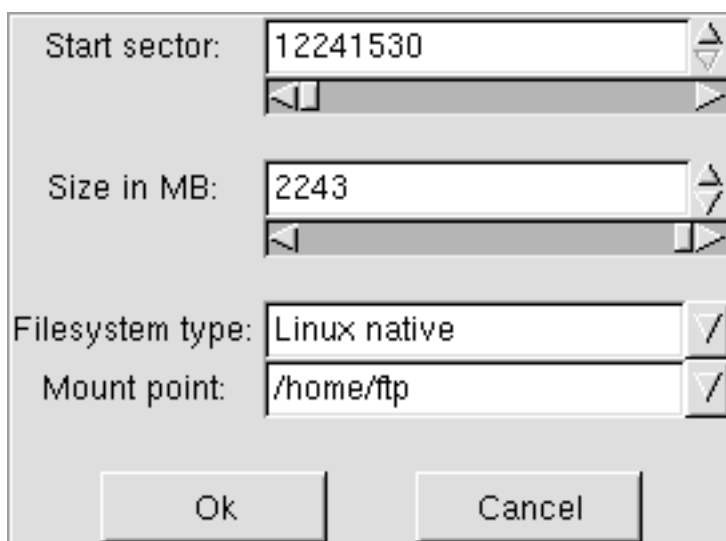 Start sector: 12241530
Size in MB: 2243
Filesystem type: Linux native
Mount point: /home/ftp
Ok Cancel